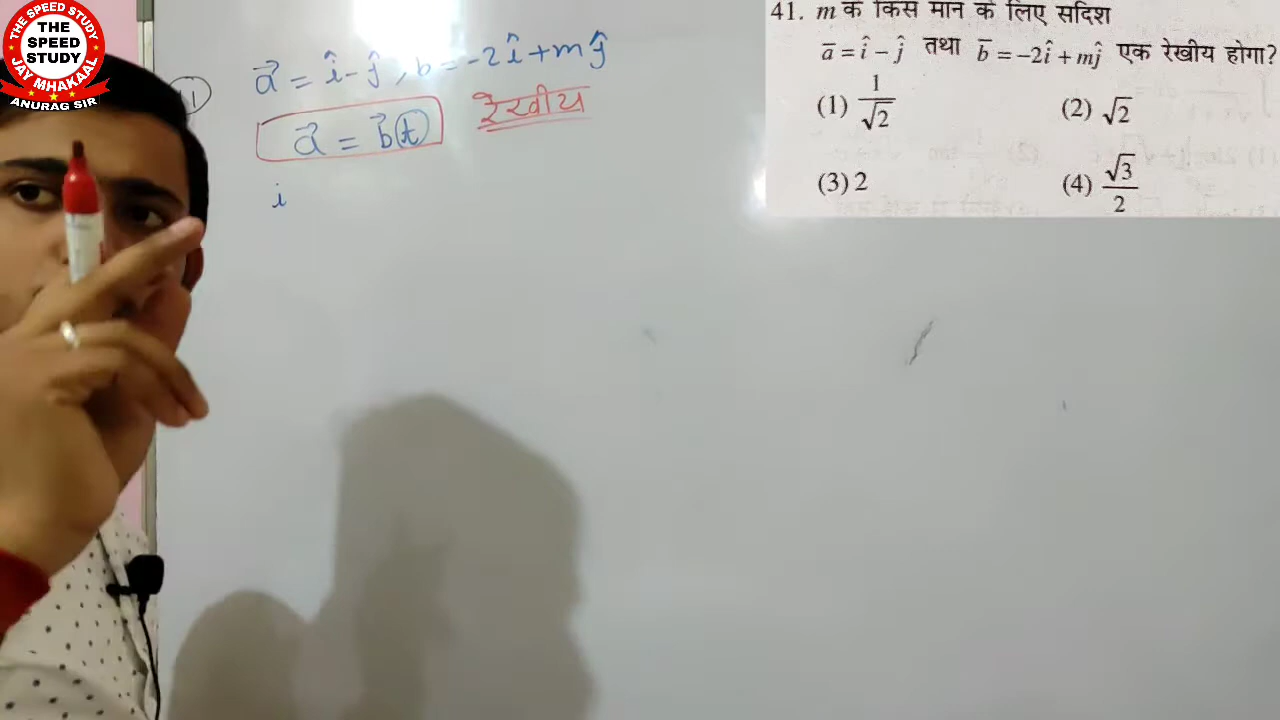 THE SPEED STUDY
JAY MHAKAAL
THE
SPEED
STUDY
ANURAG SIR
41. m के किस मान के लिए सदिश
a̅ = î − ĵ तथा b̅ = −2î + mĵ एक रेखीय होगा?
(1) 1/√2 (2) √2
(3) 2 (4) √3/2
a⃗ = î − ĵ , b = −2î + mĵ
a⃗ = b⃗(t) रेखीय
i